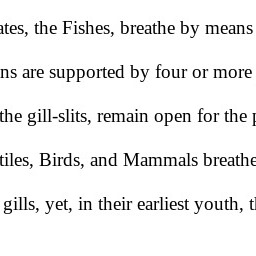 ates, the Fishes, breathe by means
ns are supported by four or more
the gill-slits, remain open for the
tiles, Birds, and Mammals breathe
gills, yet, in their earliest youth,